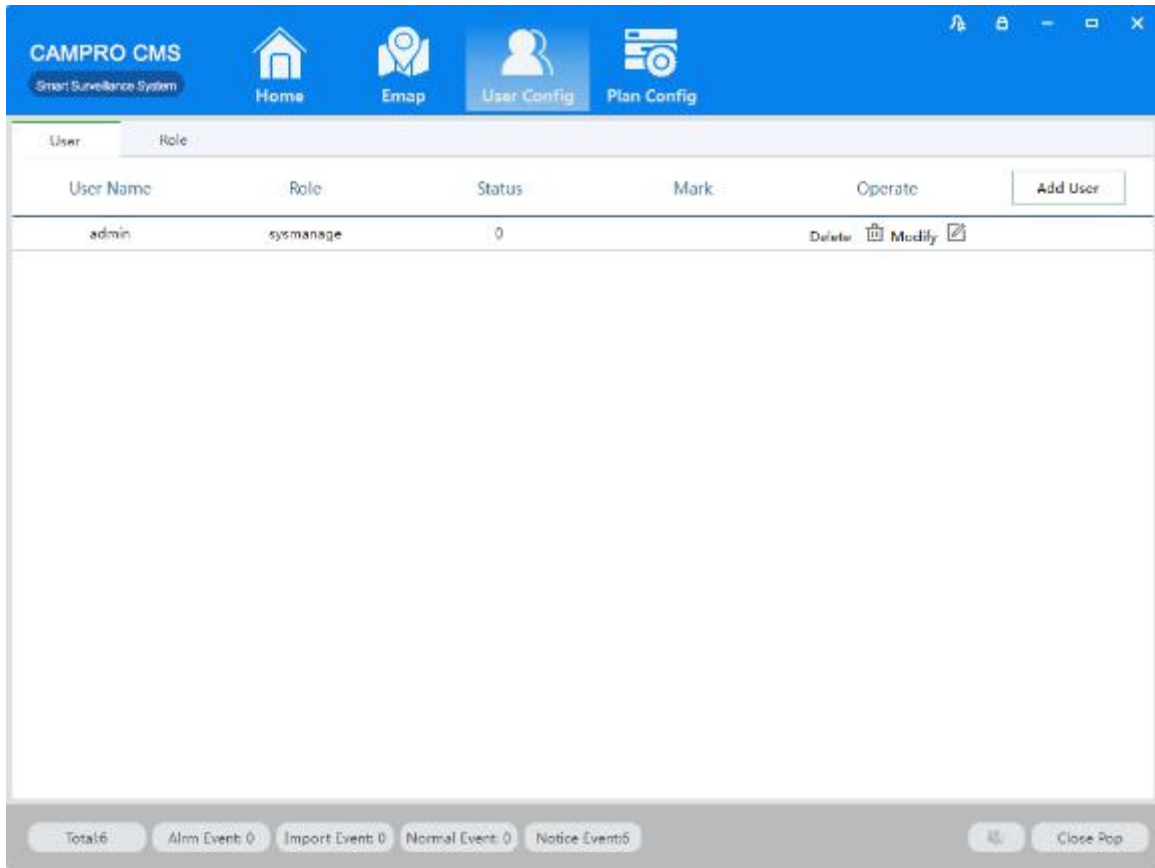 CAMPRO CMS
Smart Surveillance System
Home Emap User Config Plan Config
User Role
User Name Role Status Mark Operate Add User
admin sysmanage 0 Delete Modify
Total:6 Alrm Event: 0 Import Event: 0 Normal Event: 0 Notice Event:6 Close Pop